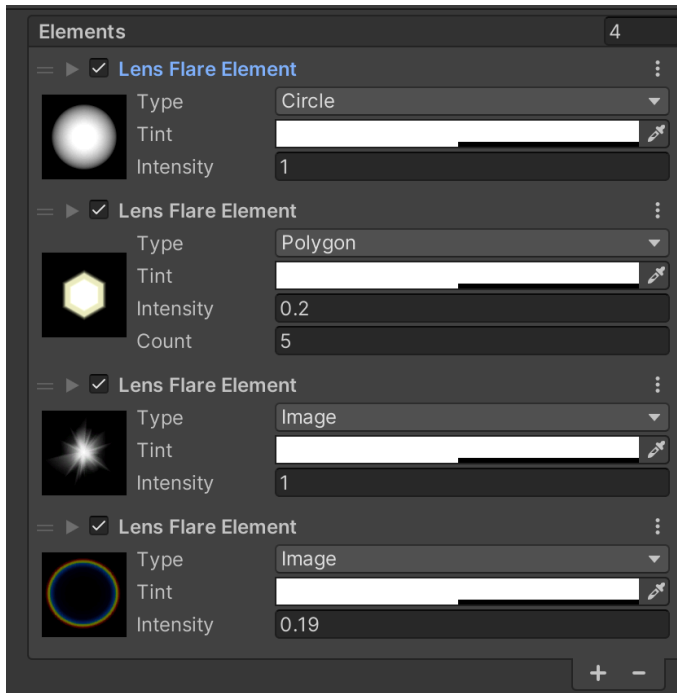 Elements 4
Lens Flare Element
Type Circle
Tint
Intensity 1
Lens Flare Element
Type Polygon
Tint
Intensity 0.2
Count 5
Lens Flare Element
Type Image
Tint
Intensity 1
Lens Flare Element
Type Image
Tint
Intensity 0.19
+ -